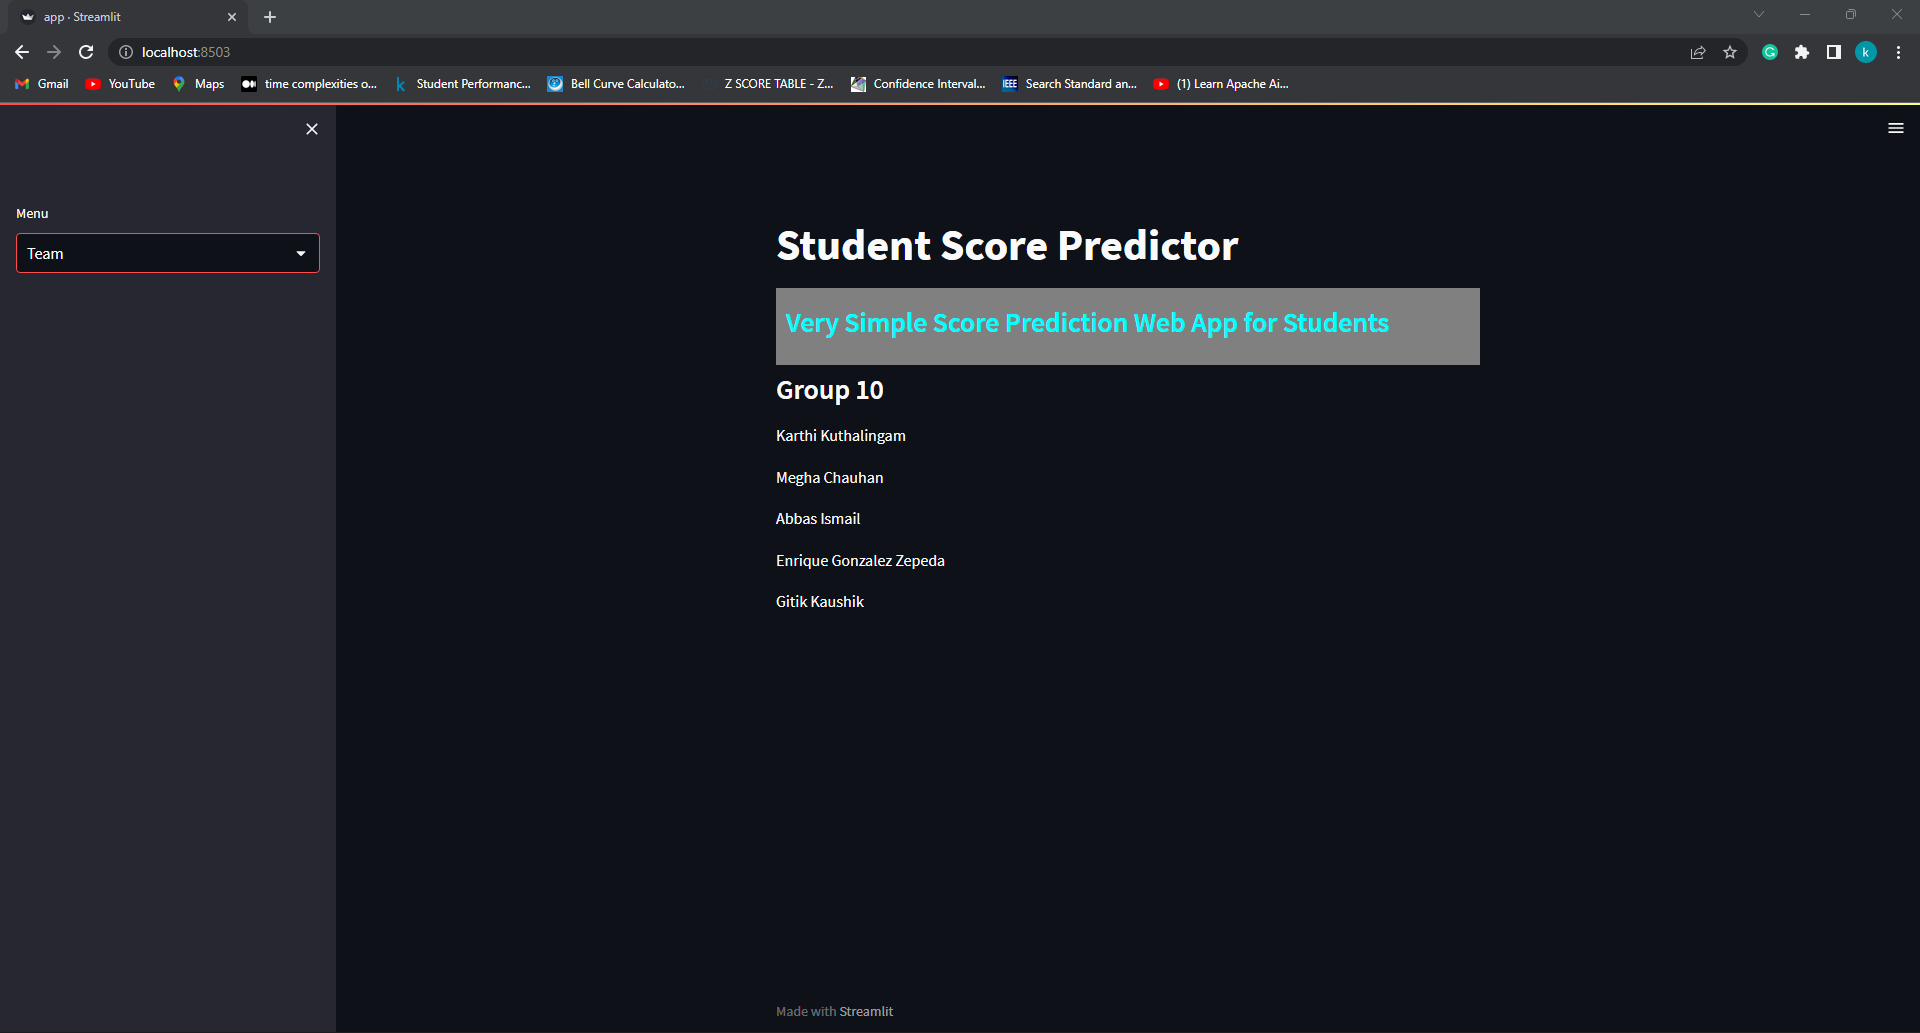 app · Streamlit
localhost:8503
k
Gmail
YouTube
Maps
time complexities o...
k
Student Performanc...
Bell Curve Calculato...
Z SCORE TABLE - Z...
Confidence Interval...
IEEE
Search Standard an...
(1) Learn Apache Ai...
Menu
Team
Student Score Predictor
Very Simple Score Prediction Web App for Students
Group 10
Karthi Kuthalingam
Megha Chauhan
Abbas Ismail
Enrique Gonzalez Zepeda
Gitik Kaushik
Made with Streamlit